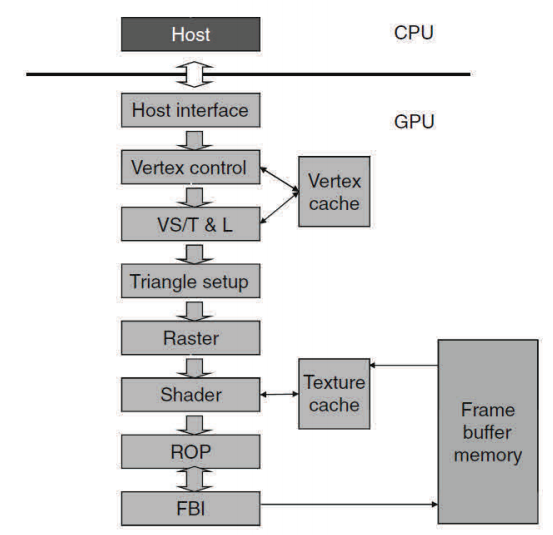 Host
CPU
Host interface
GPU
Vertex control
Vertex
cache
VS/T & L
Triangle setup
Raster
Shader
Texture
cache
Frame
buffer
memory
ROP
FBI